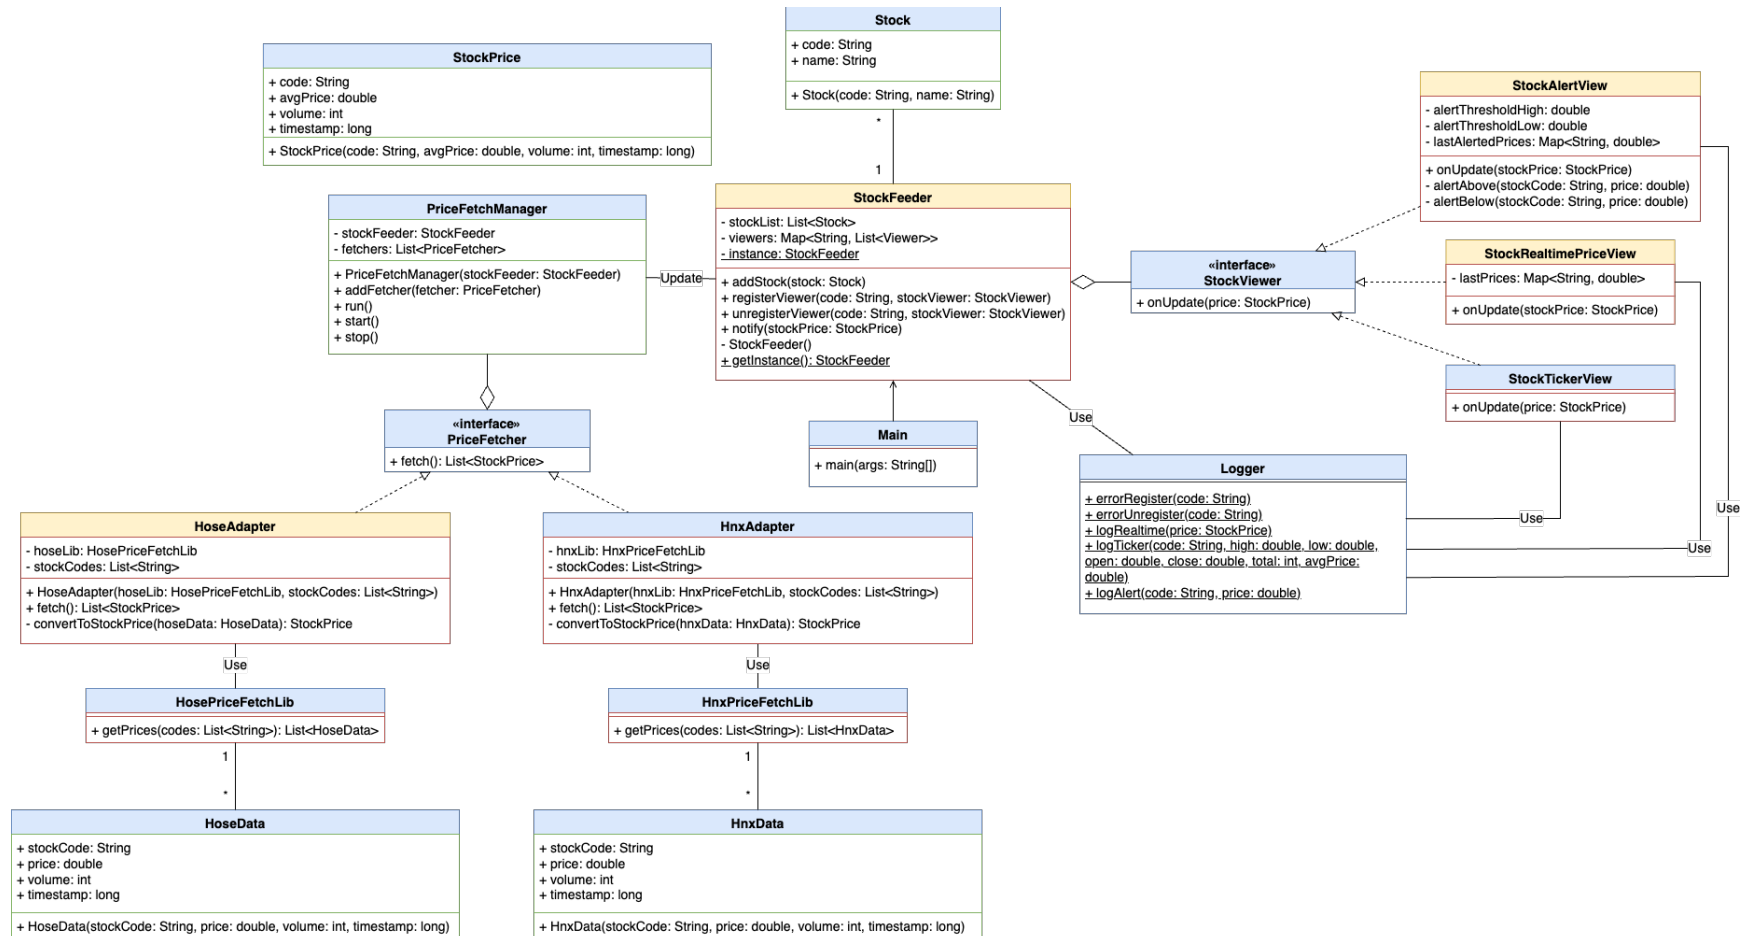 Stock
+ code: String
+ name: String
+ Stock(code: String, name: String)
*
1
StockPrice
+ code: String
+ avgPrice: double
+ volume: int
+ timestamp: long
+ StockPrice(code: String, avgPrice: double, volume: int, timestamp: long)
StockAlertView
- alertThresholdHigh: double
- alertThresholdLow: double
- lastAlertedPrices: Map<String, double>
+ onUpdate(stockPrice: StockPrice)
- alertAbove(stockCode: String, price: double)
- alertBelow(stockCode: String, price: double)
PriceFetchManager
- stockFeeder: StockFeeder
- fetchers: List<PriceFetcher>
+ PriceFetchManager(stockFeeder: StockFeeder)
+ addFetcher(fetcher: PriceFetcher)
+ run()
+ start()
+ stop()
Update
StockFeeder
- stockList: List<Stock>
- viewers: Map<String, List<Viewer>>
- instance: StockFeeder
+ addStock(stock: Stock)
+ registerViewer(code: String, stockViewer: StockViewer)
+ unregisterViewer(code: String, stockViewer: StockViewer)
+ notify(stockPrice: StockPrice)
- StockFeeder()
+ getInstance(): StockFeeder
«interface»
StockViewer
+ onUpdate(price: StockPrice)
StockRealtimePriceView
- lastPrices: Map<String, double>
+ onUpdate(stockPrice: StockPrice)
StockTickerView
+ onUpdate(price: StockPrice)
«interface»
PriceFetcher
+ fetch(): List<StockPrice>
Main
+ main(args: String[])
Use
Logger
+ errorRegister(code: String)
+ errorUnregister(code: String)
+ logRealtime(price: StockPrice)
+ logTicker(code: String, high: double, low: double,
open: double, close: double, total: int, avgPrice:
double)
+ logAlert(code: String, price: double)
Use
Use
Use
HoseAdapter
- hoseLib: HosePriceFetchLib
- stockCodes: List<String>
+ HoseAdapter(hoseLib: HosePriceFetchLib, stockCodes: List<String>)
+ fetch(): List<StockPrice>
- convertToStockPrice(hoseData: HoseData): StockPrice
HnxAdapter
- hnxLib: HnxPriceFetchLib
- stockCodes: List<String>
+ HnxAdapter(hnxLib: HnxPriceFetchLib, stockCodes: List<String>)
+ fetch(): List<StockPrice>
- convertToStockPrice(hnxData: HnxData): StockPrice
Use
Use
HosePriceFetchLib
+ getPrices(codes: List<String>): List<HoseData>
HnxPriceFetchLib
+ getPrices(codes: List<String>): List<HnxData>
1
*
1
*
HoseData
+ stockCode: String
+ price: double
+ volume: int
+ timestamp: long
+ HoseData(stockCode: String, price: double, volume: int, timestamp: long)
HnxData
+ stockCode: String
+ price: double
+ volume: int
+ timestamp: long
+ HnxData(stockCode: String, price: double, volume: int, timestamp: long)